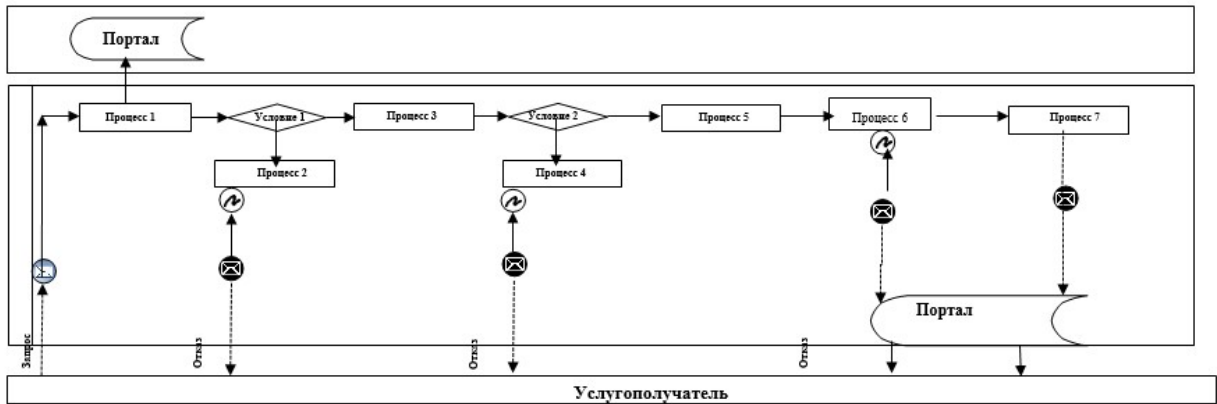 Портал
Процесс 1
Условие 1
Процесс 3
Условие 2
Процесс 5
Процесс 6
Процесс 7
Процесс 2
Процесс 4
Портал
Запрос
Отказ
Отказ
Отказ
Услугополучатель